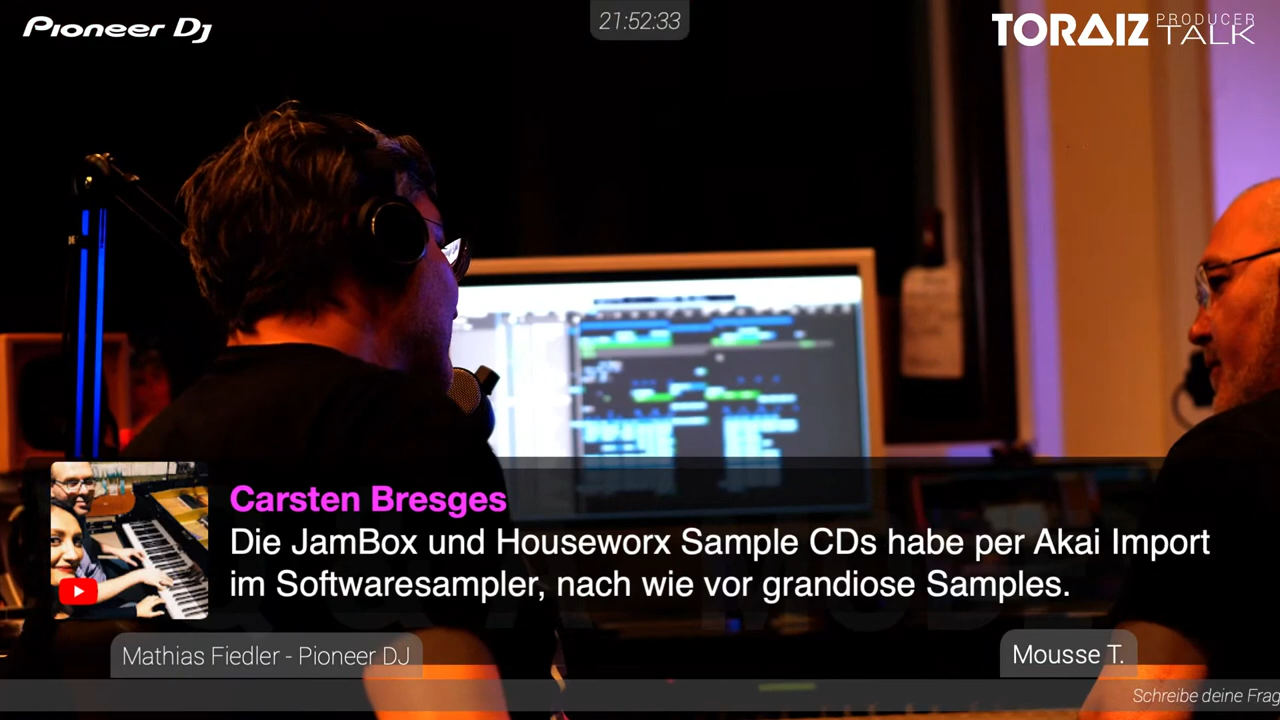 Pioneer Dj
21:52:33
TORAIZ PRODUCER TALK
Carsten Bresges
Die JamBox und Houseworx Sample CDs habe per Akai Import
im Softwaresampler, nach wie vor grandiose Samples.
Mathias Fiedler - Pioneer DJ
Mousse T.
Schreibe deine Frag